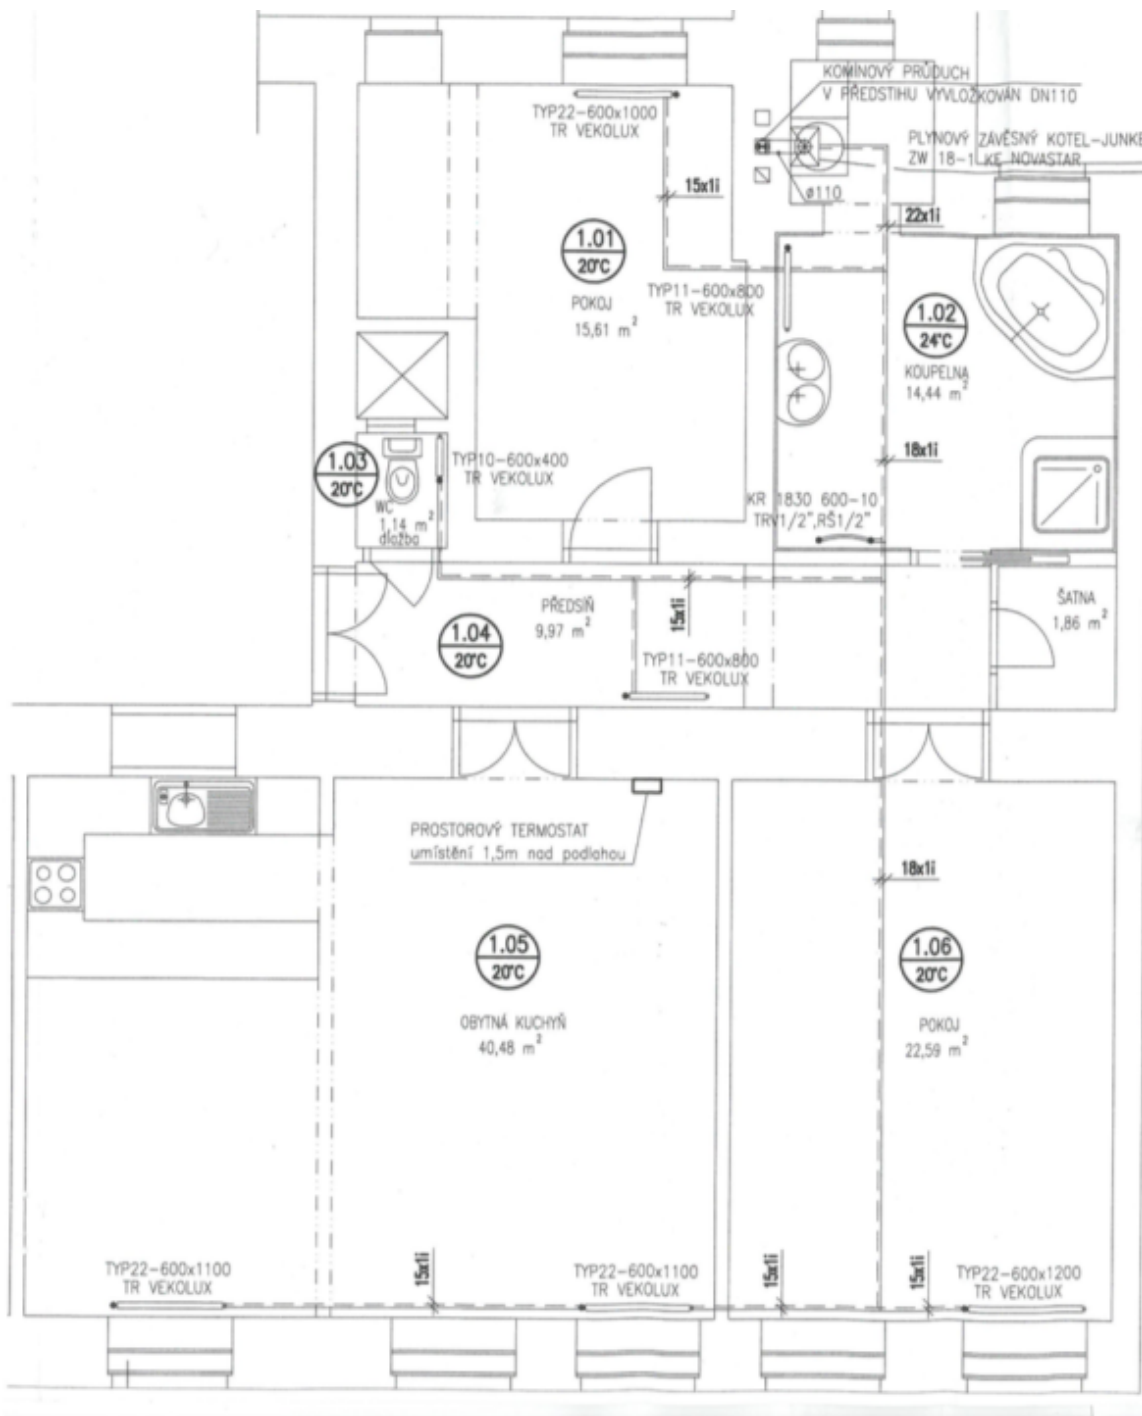 KOMÍNOVÝ PRŮDUCH
V PŘEDSTIHU VYVLOŽKOVÁN DN110
TYP22-600x1000
TR VEKOLUX
PLYNOVÝ ZÁVĚSNÝ KOTEL-JUNKE
ZW 18-1 KE NOVASTAR
ø110
15x1i
22x1i
1.01
20°C
POKOJ
15,61 m²
TYP11-600x800
TR VEKOLUX
1.02
24°C
KOUPELNA
14,44 m²
1.03
20°C
TYP10-600x400
TR VEKOLUX
WC
1,14 m²
dlažba
18x1i
KR 1830 600-10
TRV1/2",RŠ1/2"
PŘEDSÍŇ
9,97 m²
1.04
20°C
15x1i
ŠATNA
1,86 m²
TYP11-600x800
TR VEKOLUX
PROSTOROVÝ TERMOSTAT
umístění 1,5m nad podlahou
18x1i
1.05
20°C
OBYTNÁ KUCHYŇ
40,48 m²
1.06
20°C
POKOJ
22,59 m²
TYP22-600x1100
TR VEKOLUX
15x1i
TYP22-600x1100
TR VEKOLUX
15x1i
15x1i
TYP22-600x1200
TR VEKOLUX